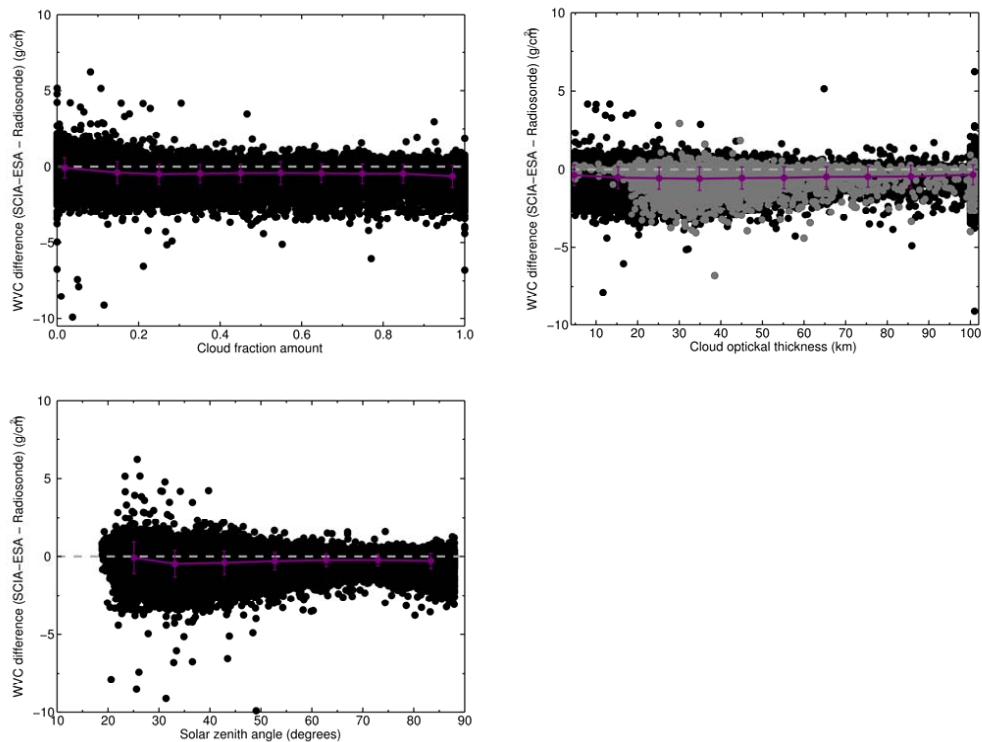 WVC difference (SCIA-ESA - Radiosonde) (g/cm²)
10
5
0
-5
-10
0.0 0.2 0.4 0.6 0.8 1.0
Cloud fraction amount
WVC difference (SCIA-ESA - Radiosonde) (g/cm²)
10
5
0
-5
-10
10 20 30 40 50 60 70 80 90 100
Cloud optickal thickness (km)
WVC difference (SCIA-ESA - Radiosonde) (g/cm²)
10
5
0
-5
-10
10 20 30 40 50 60 70 80 90
Solar zenith angle (degrees)